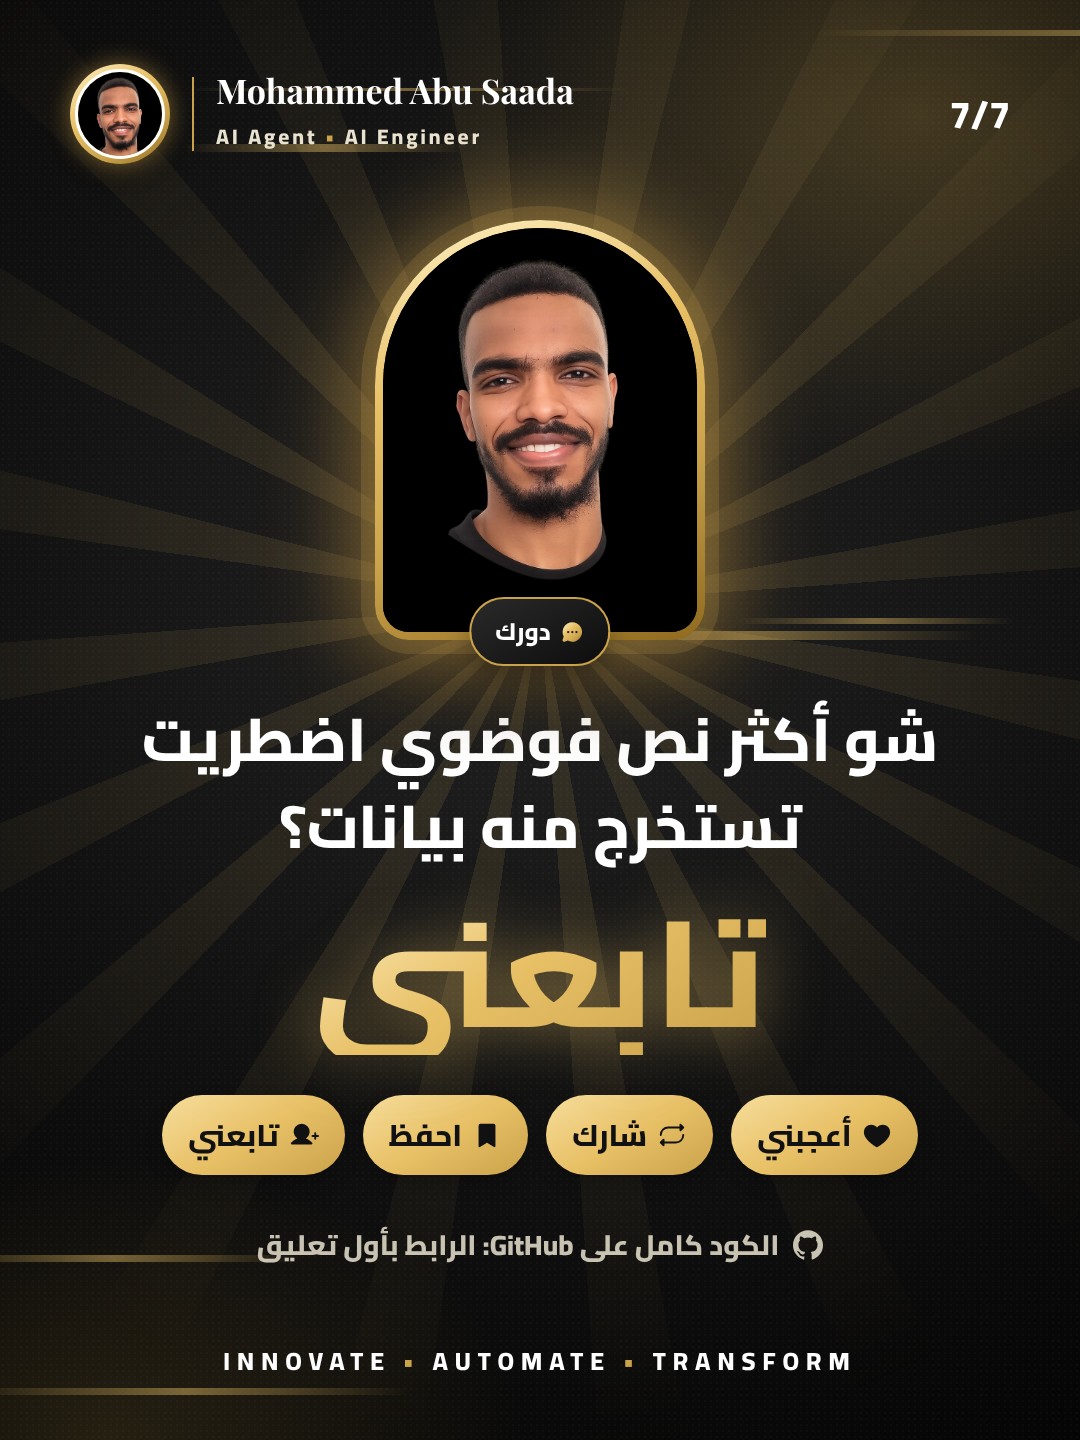 Mohammed Abu Saada
AI Agent ▪ AI Engineer
7/7
دورك
شو أكثر نص فوضوي اضطريت
تستخرج منه بيانات؟
تابعني
أعجبني
شارك
احفظ
تابعني
الكود كامل على GitHub: الرابط بأول تعليق
INNOVATE ▪ AUTOMATE ▪ TRANSFORM